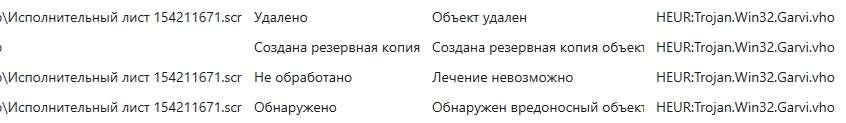 \Исполнительный лист 154211671.scr Удалено Объект удален HEUR:Trojan.Win32.Garvi.vho
Создана резервная копия Создана резервная копия объект HEUR:Trojan.Win32.Garvi.vho
\Исполнительный лист 154211671.scr Не обработано Лечение невозможно HEUR:Trojan.Win32.Garvi.vho
\Исполнительный лист 154211671.scr Обнаружено Обнаружен вредоносный объект HEUR:Trojan.Win32.Garvi.vho